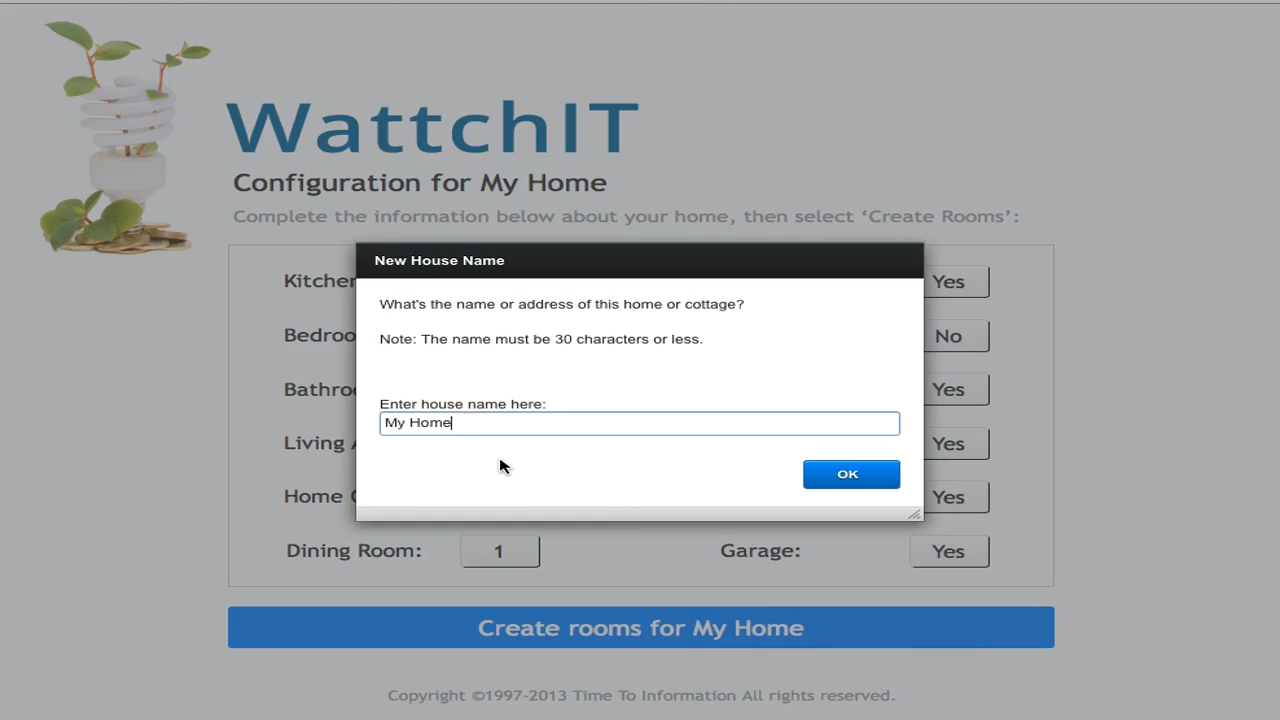 WattchIT
Configuration for My Home
Complete the information below about your home, then select ‘Create Rooms’:
New House Name
What's the name or address of this home or cottage?
Note: The name must be 30 characters or less.
Enter house name here:
My Home
OK
Kitchen
Yes
No
Yes
Living
Yes
Home
Yes
Dining Room: 1 Garage: Yes
Create rooms for My Home
Copyright ©1997-2013 Time To Information All rights reserved.